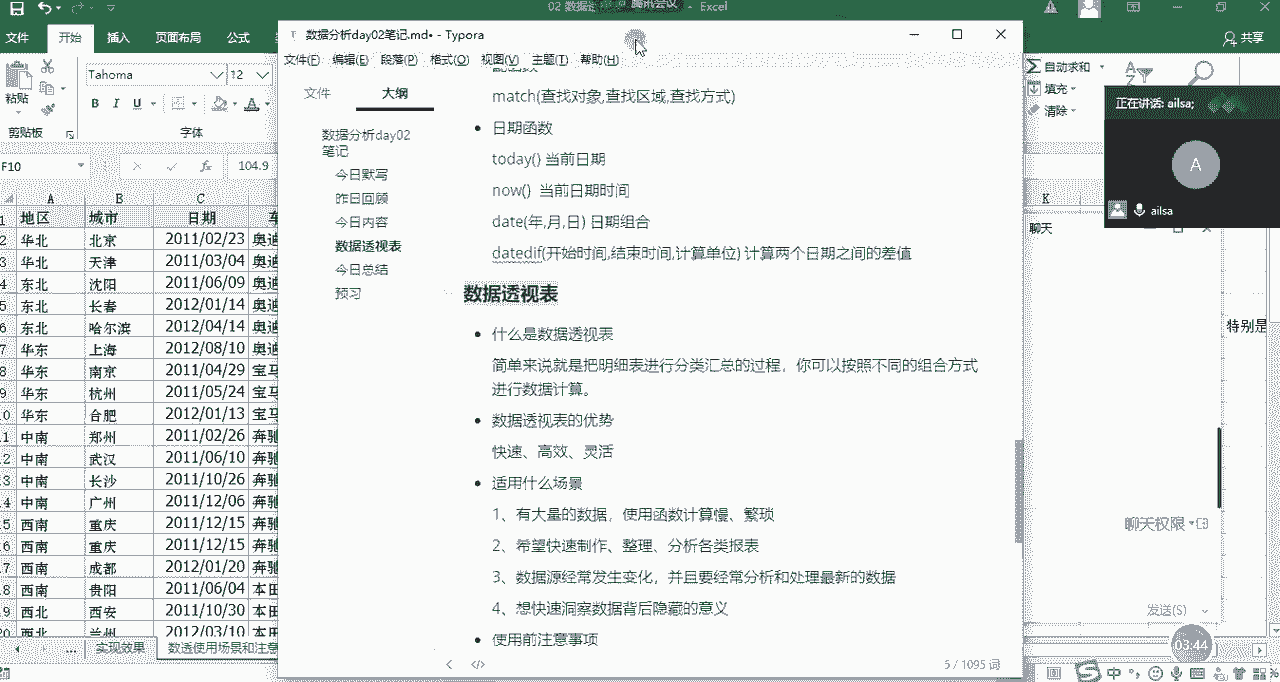 02 数据 腾讯会议 - Excel
文件 开始 插入 页面布局 公式
共享
粘贴
剪贴板
Tahoma 12
B I U A
字体
自动求和
填充
清除
F10 104.9
A B C K
1 地区 城市 日期 车
2 华北 北京 2011/02/23 奥迪
3 华北 天津 2011/03/04 奥迪
4 东北 沈阳 2011/06/09 奥迪
5 东北 长春 2012/01/14 奥迪
6 东北 哈尔滨 2012/04/14 奥迪
7 华东 上海 2012/08/10 奥迪
8 华东 南京 2011/04/29 宝马
9 华东 杭州 2011/05/24 宝马
10 华东 合肥 2012/01/13 宝马
11 中南 郑州 2011/02/26 奔驰
12 中南 武汉 2011/06/10 奔驰
13 中南 长沙 2011/10/26 奔驰
14 中南 广州 2011/12/06 奔驰
15 西南 重庆 2011/12/15 奔驰
16 西南 重庆 2011/12/15 奔驰
17 西南 成都 2012/01/20 奔驰
18 西南 贵阳 2011/06/04 本田
19 西北 西安 2011/10/30 本田
20 西北 兰州 2012/03/10 本田
... 实现效果 数透使用场景和注意
数据分析day02笔记.md• - Typora
文件(F) 编辑(E) 段落(P) 格式(O) 视图(V) 主题(T) 帮助(H)
文件 大纲
数据分析day02
笔记
今日默写
昨日回顾
今日内容
数据透视表
今日总结
预习
match(查找对象,查找区域,查找方式)
日期函数
today() 当前日期
now() 当前日期时间
date(年,月,日) 日期组合
datedif(开始时间,结束时间,计算单位) 计算两个日期之间的差值
数据透视表
什么是数据透视表
简单来说就是把明细表进行分类汇总的过程，你可以按照不同的组合方式
进行数据计算。
数据透视表的优势
快速、高效、灵活
适用什么场景
1、有大量的数据，使用函数计算慢、繁琐
2、希望快速制作、整理、分析各类报表
3、数据源经常发生变化，并且要经常分析和处理最新的数据
4、想快速洞察数据背后隐藏的意义
使用前注意事项
5 / 1095 词
正在讲话: ailsa;
A
ailsa
聊天
特别是
聊天权限
发送(S)
03:44
中